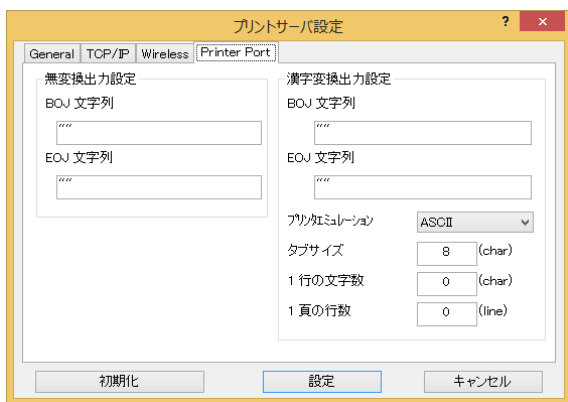 プリントサーバ設定
? ×
General TCP/IP Wireless Printer Port
無変換出力設定
BOJ 文字列
""
EOJ 文字列
""
漢字変換出力設定
BOJ 文字列
""
EOJ 文字列
""
プリンタエミュレーション ASCII
タブサイズ 8 (char)
1 行の文字数 0 (char)
1 頁の行数 0 (line)
初期化 設定 キャンセル